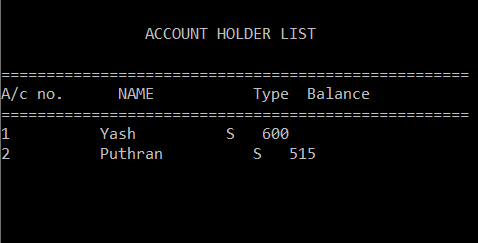 ACCOUNT HOLDER LIST
====================================================
A/c no.      NAME           Type  Balance
====================================================
1          Yash          S   600
2          Puthran          S   515